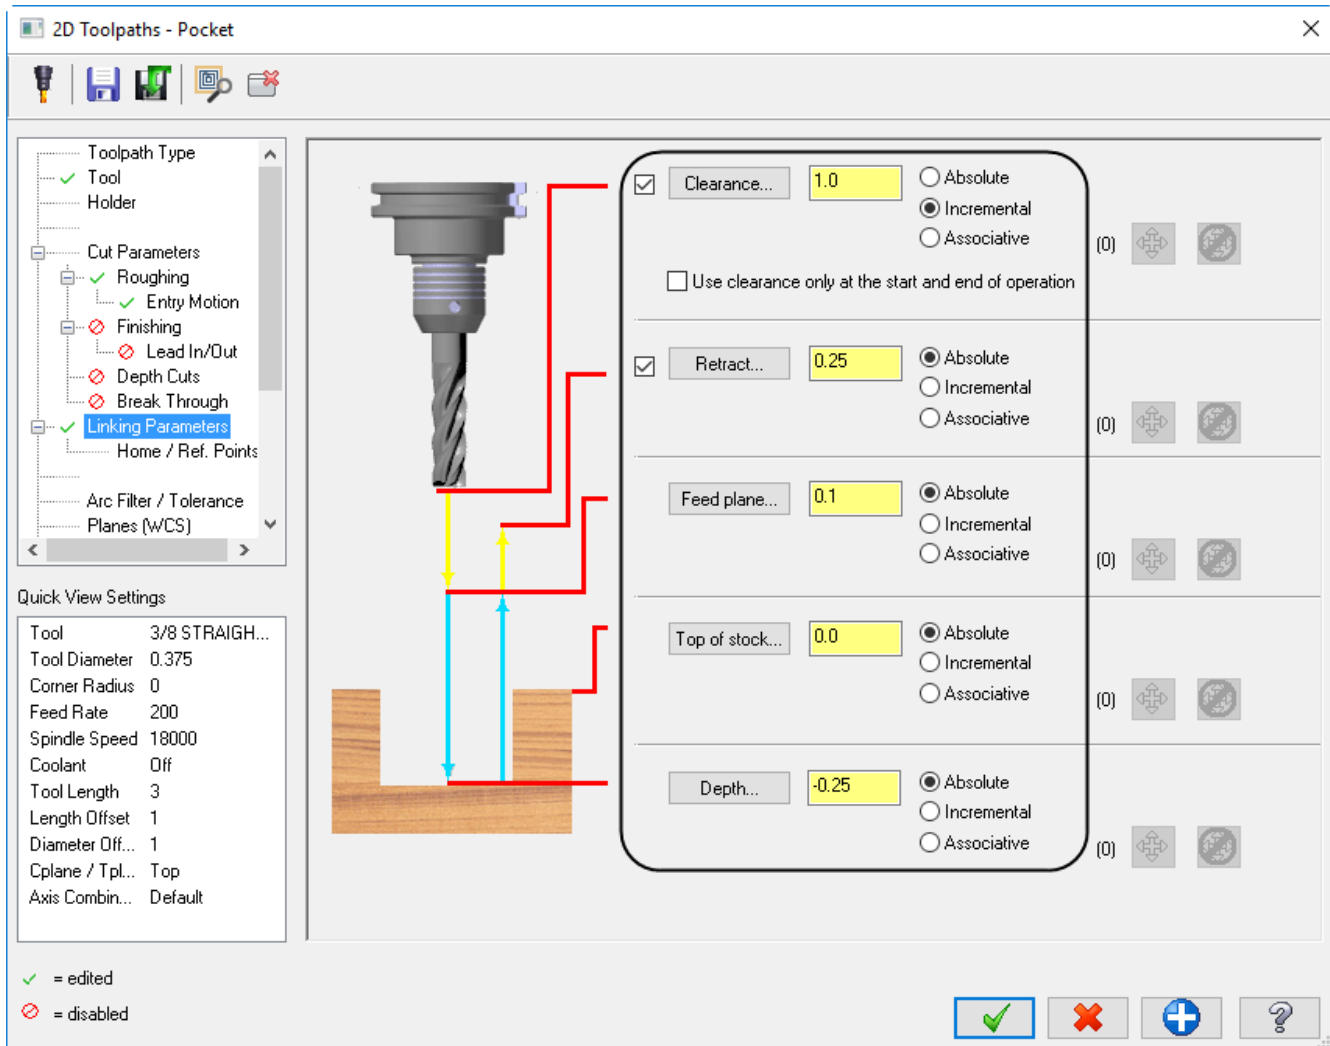 2D Toolpaths - Pocket
Toolpath Type
Tool
Holder
Cut Parameters
Roughing
Entry Motion
Finishing
Lead In/Out
Depth Cuts
Break Through
Linking Parameters
Home / Ref. Points
Arc Filter / Tolerance
Planes (WCS)
Quick View Settings
Tool 3/8 STRAIGH...
Tool Diameter 0.375
Corner Radius 0
Feed Rate 200
Spindle Speed 18000
Coolant Off
Tool Length 3
Length Offset 1
Diameter Off... 1
Cplane / Tpl... Top
Axis Combin... Default
= edited
= disabled
Clearance... 1.0 Absolute
Incremental
Associative (0)
Use clearance only at the start and end of operation
Retract... 0.25 Absolute
Incremental
Associative (0)
Feed plane... 0.1 Absolute
Incremental
Associative (0)
Top of stock... 0.0 Absolute
Incremental
Associative (0)
Depth... -0.25 Absolute
Incremental
Associative (0)